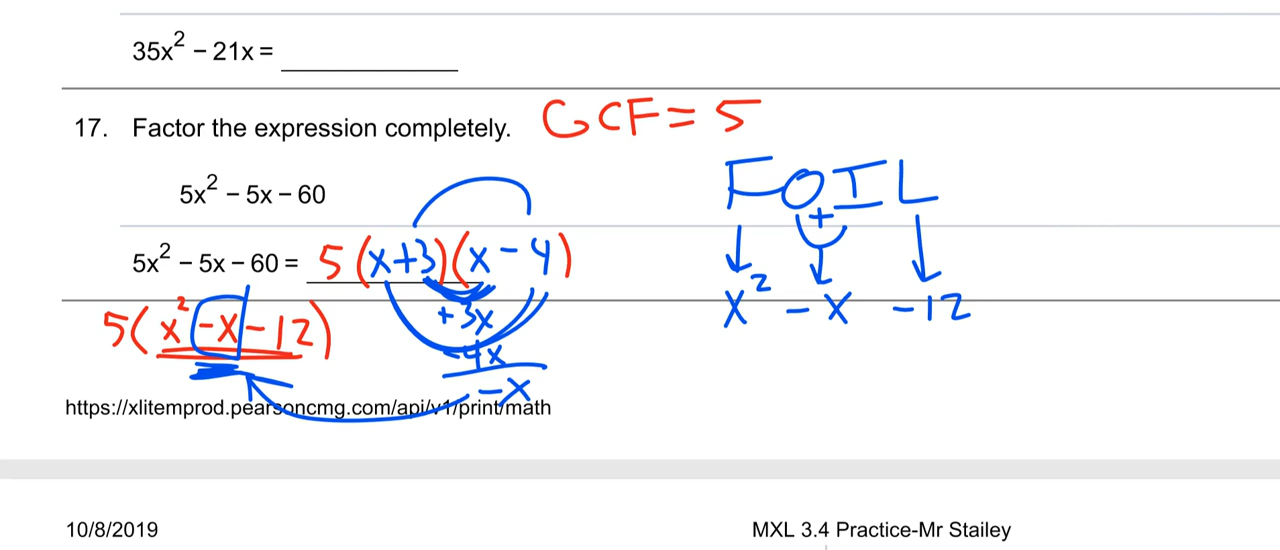 35x² − 21x = ____________
17. Factor the expression completely. GCF = 5
5x² − 5x − 60
FOIL
+
5x² − 5x − 60 = 5(x+3)(x−4)
x² −x −12
5(x²−x−12)
+3x
−4x
−x
https://xlitemprod.pearsoncmg.com/api/v1/print/math
10/8/2019 MXL 3.4 Practice-Mr Stailey